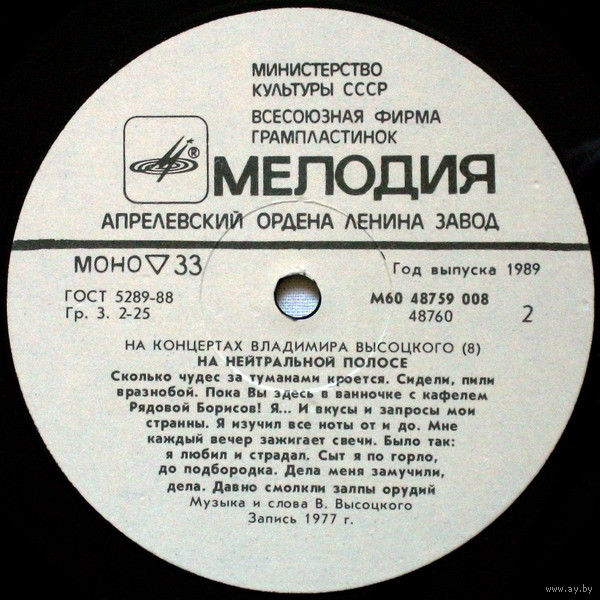 МИНИСТЕРСТВО
КУЛЬТУРЫ СССР
ВСЕСОЮЗНАЯ ФИРМА
ГРАМПЛАСТИНОК
®
МЕЛОДИЯ
АПРЕЛЕВСКИЙ ОРДЕНА ЛЕНИНА ЗАВОД
МОНО ▽ 33
Год выпуска 1989
ГОСТ 5289-88
М60 48759 008
Гр. 3. 2-25
48760
2
НА КОНЦЕРТАХ ВЛАДИМИРА ВЫСОЦКОГО (8)
НА НЕЙТРАЛЬНОЙ ПОЛОСЕ
Сколько чудес за туманами кроется. Сидели, пили
вразнобой. Пока Вы здесь в ванночке с кафелем
Рядовой Борисов! Я... И вкусы и запросы мои
странны. Я изучил все ноты от и до. Мне
каждый вечер зажигает свечи. Было так:
я любил и страдал. Сыт я по горло,
до подбородка. Дела меня замучили,
дела. Давно смолкли залпы орудий
Музыка и слова В. Высоцкого
Запись 1977 г.
www.ay.by